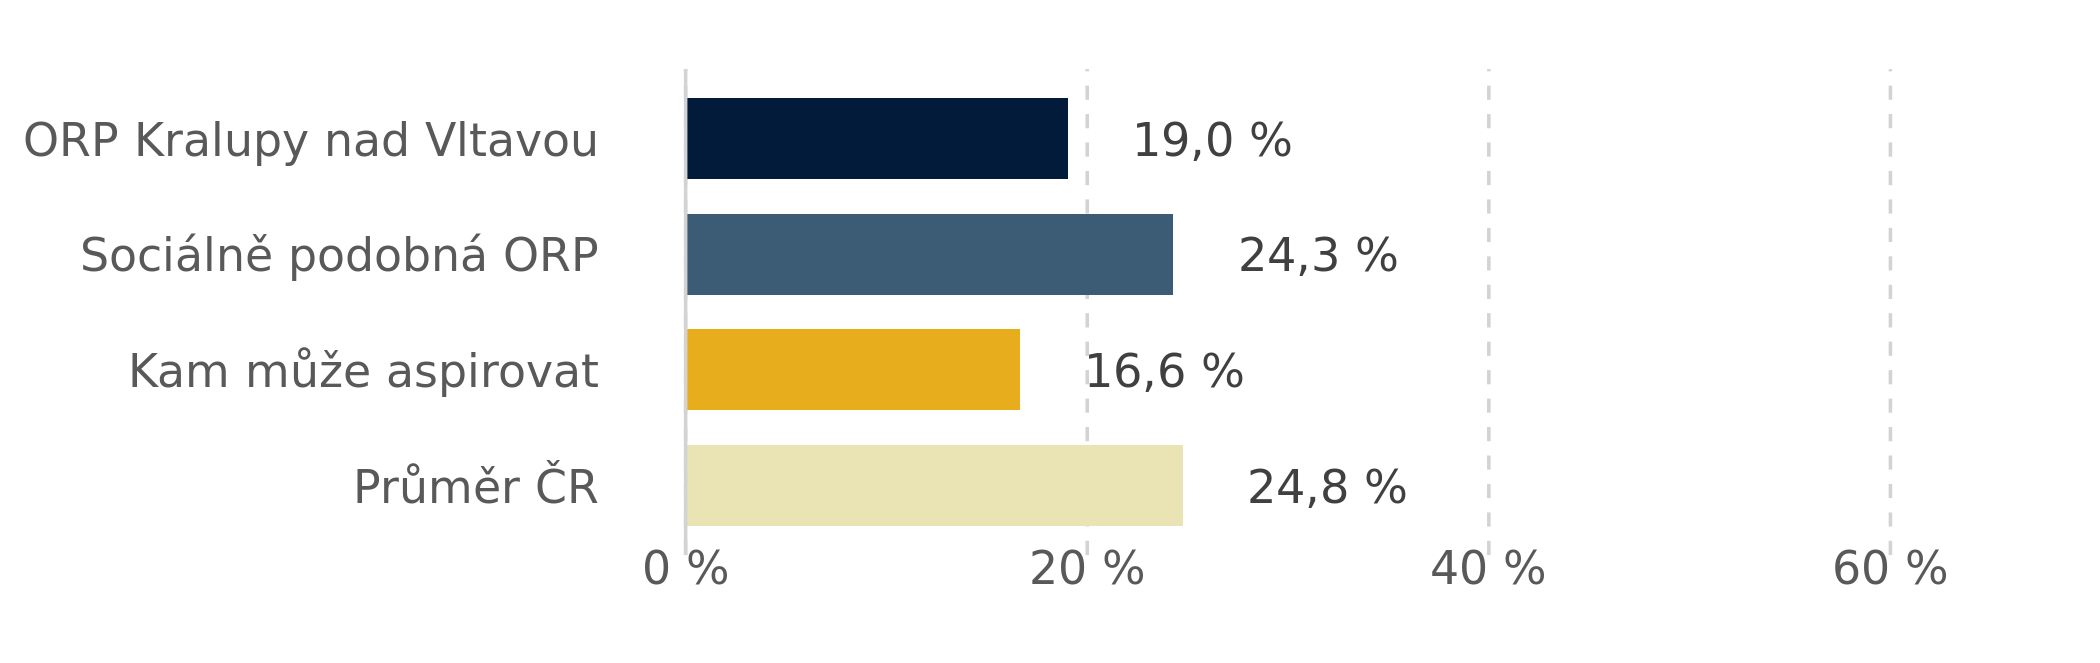 ORP Kralupy nad Vltavou 19,0 %
Sociálně podobná ORP 24,3 %
Kam může aspirovat 16,6 %
Průměr ČR 24,8 %
0 % 20 % 40 % 60 %